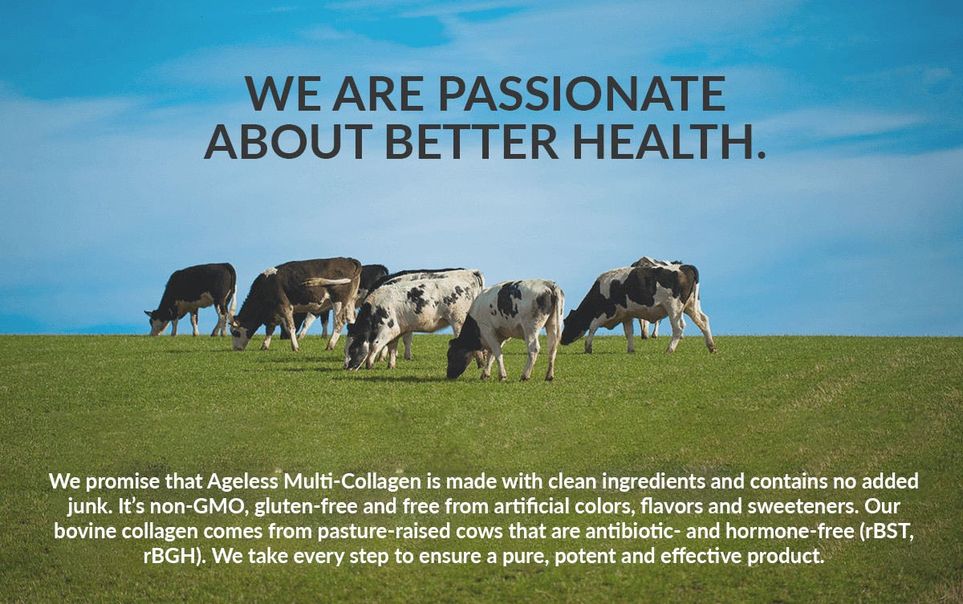 WE ARE PASSIONATE
ABOUT BETTER HEALTH.
We promise that Ageless Multi-Collagen is made with clean ingredients and contains no added
junk. It’s non-GMO, gluten-free and free from artificial colors, flavors and sweeteners. Our
bovine collagen comes from pasture-raised cows that are antibiotic- and hormone-free (rBST,
rBGH). We take every step to ensure a pure, potent and effective product.